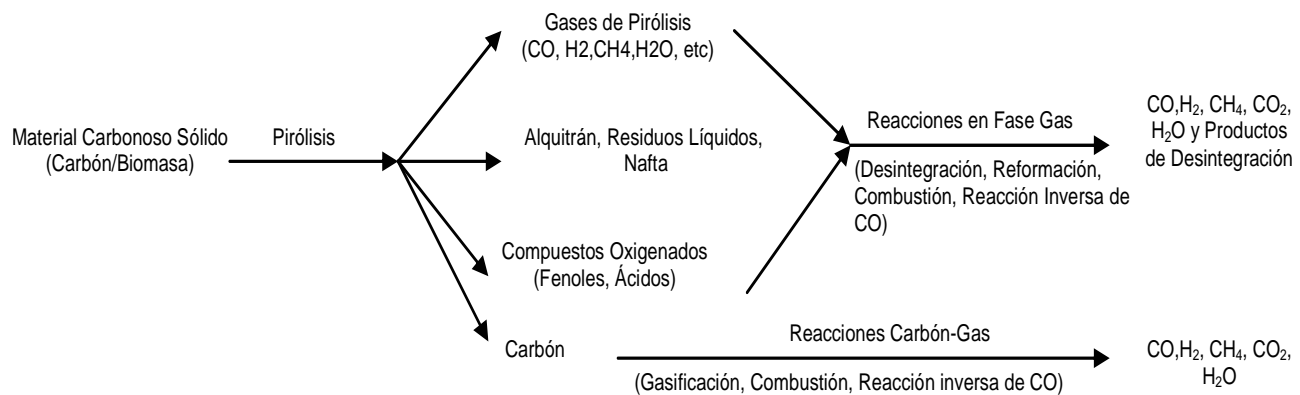 Gases de Pirólisis
(CO, H2,CH4,H2O, etc)
Material Carbonoso Sólido
(Carbón/Biomasa)
Pirólisis
Alquitrán, Residuos Líquidos,
Nafta
Compuestos Oxigenados
(Fenoles, Ácidos)
Carbón
Reacciones en Fase Gas
(Desintegración, Reformación,
Combustión, Reacción Inversa de
CO)
CO,H₂, CH₄, CO₂,
H₂O y Productos
de Desintegración
Reacciones Carbón-Gas
(Gasificación, Combustión, Reacción inversa de CO)
CO,H₂, CH₄, CO₂,
H₂O